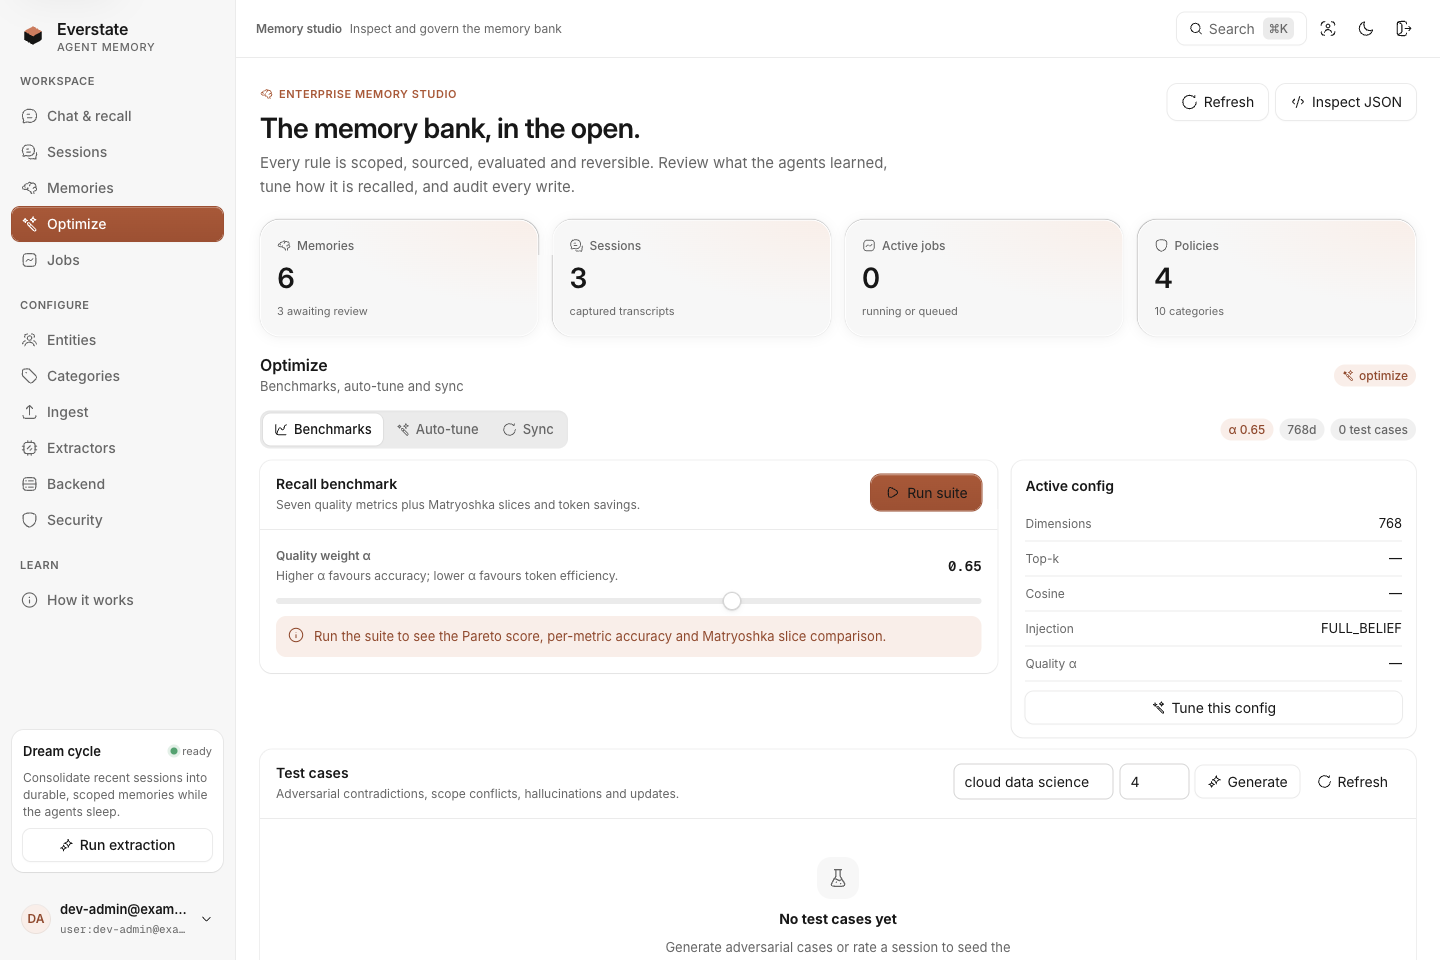 Everstate
AGENT MEMORY
WORKSPACE
Chat & recall
Sessions
Memories
Optimize
Jobs
CONFIGURE
Entities
Categories
Ingest
Extractors
Backend
Security
LEARN
How it works
Dream cycle
ready
Consolidate recent sessions into
durable, scoped memories while
the agents sleep.
Run extraction
DA
dev-admin@exam...
user:dev-admin@exa...
Memory studio Inspect and govern the memory bank
Search ⌘K
ENTERPRISE MEMORY STUDIO
Refresh
Inspect JSON
The memory bank, in the open.
Every rule is scoped, sourced, evaluated and reversible. Review what the agents learned,
tune how it is recalled, and audit every write.
Memories
6
3 awaiting review
Sessions
3
captured transcripts
Active jobs
0
running or queued
Policies
4
10 categories
Optimize
Benchmarks, auto-tune and sync
optimize
Benchmarks
Auto-tune
Sync
α 0.65
768d
0 test cases
Recall benchmark
Seven quality metrics plus Matryoshka slices and token savings.
Run suite
Quality weight α
Higher α favours accuracy; lower α favours token efficiency.
0.65
Run the suite to see the Pareto score, per-metric accuracy and Matryoshka slice comparison.
Active config
Dimensions 768
Top-k —
Cosine —
Injection FULL_BELIEF
Quality α —
Tune this config
Test cases
Adversarial contradictions, scope conflicts, hallucinations and updates.
cloud data science
4
Generate
Refresh
No test cases yet
Generate adversarial cases or rate a session to seed the